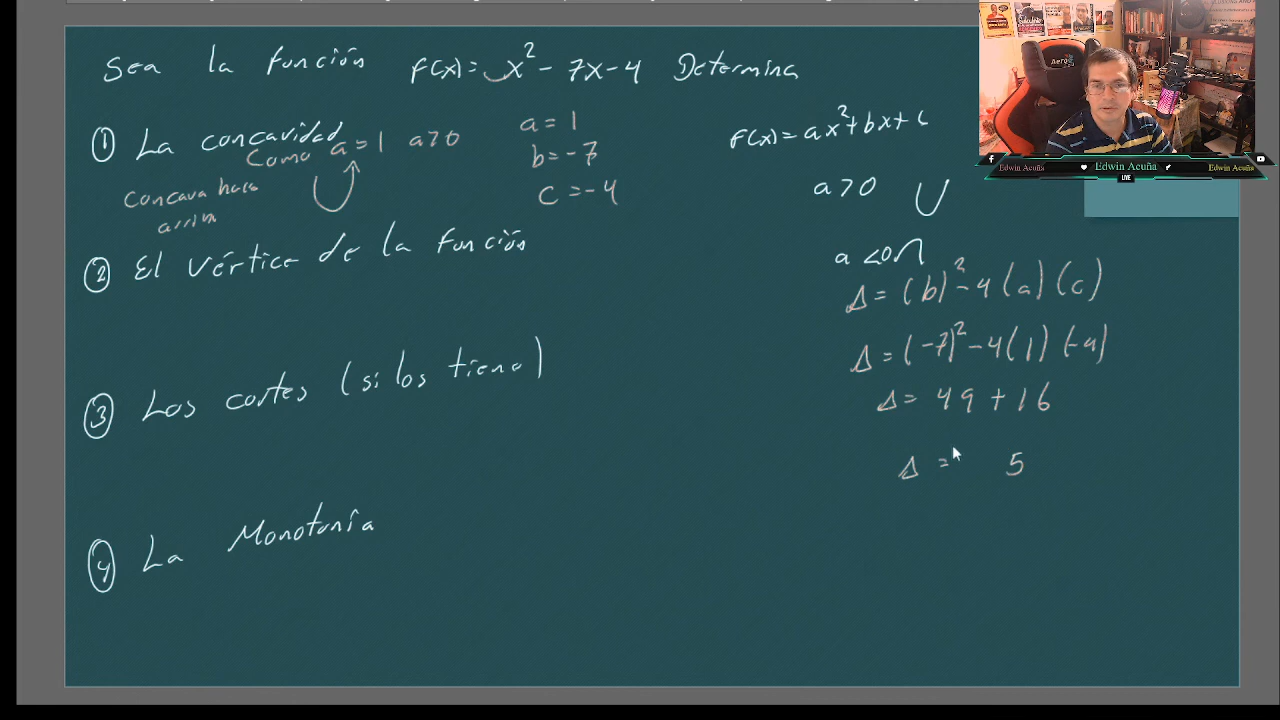 Sea la función f(x)= x² - 7x - 4 Determina
① La concavidad
Como a = 1 a>0
Concava hacia
arriba
a = 1
b = -7
c = -4
f(x) = ax² + bx + c
a > 0
a < 0
② El vértice de la función
Δ = (b)² - 4(a)(c)
Δ = (-7)² - 4(1)(-4)
Δ = 49 + 16
Δ = 5
③ Los cortes (si los tiene)
④ La Monotonía
Edwin Acuña
Edwin Acuña
Edwin Acuña
LIVE
Aero